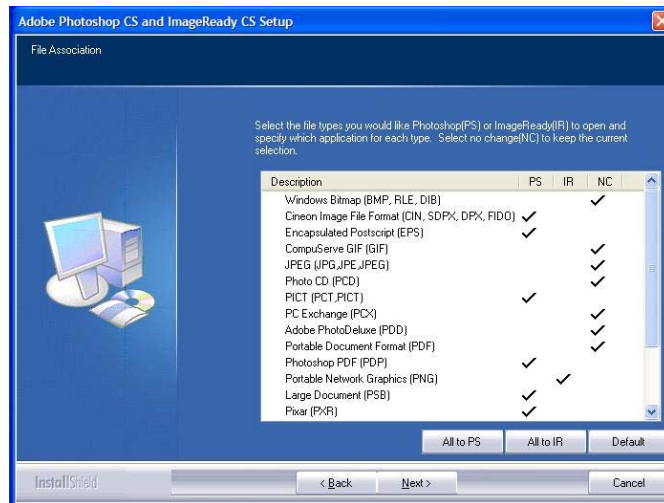 Adobe Photoshop CS and ImageReady CS Setup
File Association
Select the file types you would like Photoshop(PS) or ImageReady(IR) to open and
specify which application for each type. Select no change(NC) to keep the current
selection.
Description PS IR NC
Windows Bitmap (BMP, RLE, DIB)
Cineon Image File Format (CIN, SDPX, DPX, FIDO)
Encapsulated Postscript (EPS)
CompuServe GIF (GIF)
JPEG (JPG,JPE,JPEG)
Photo CD (PCD)
PICT (PCT,PICT)
PC Exchange (PCX)
Adobe PhotoDeluxe (PDD)
Portable Document Format (PDF)
Photoshop PDF (PDP)
Portable Network Graphics (PNG)
Large Document (PSB)
Pixar (PXR)
All to PS All to IR Default
InstallShield
< Back Next > Cancel